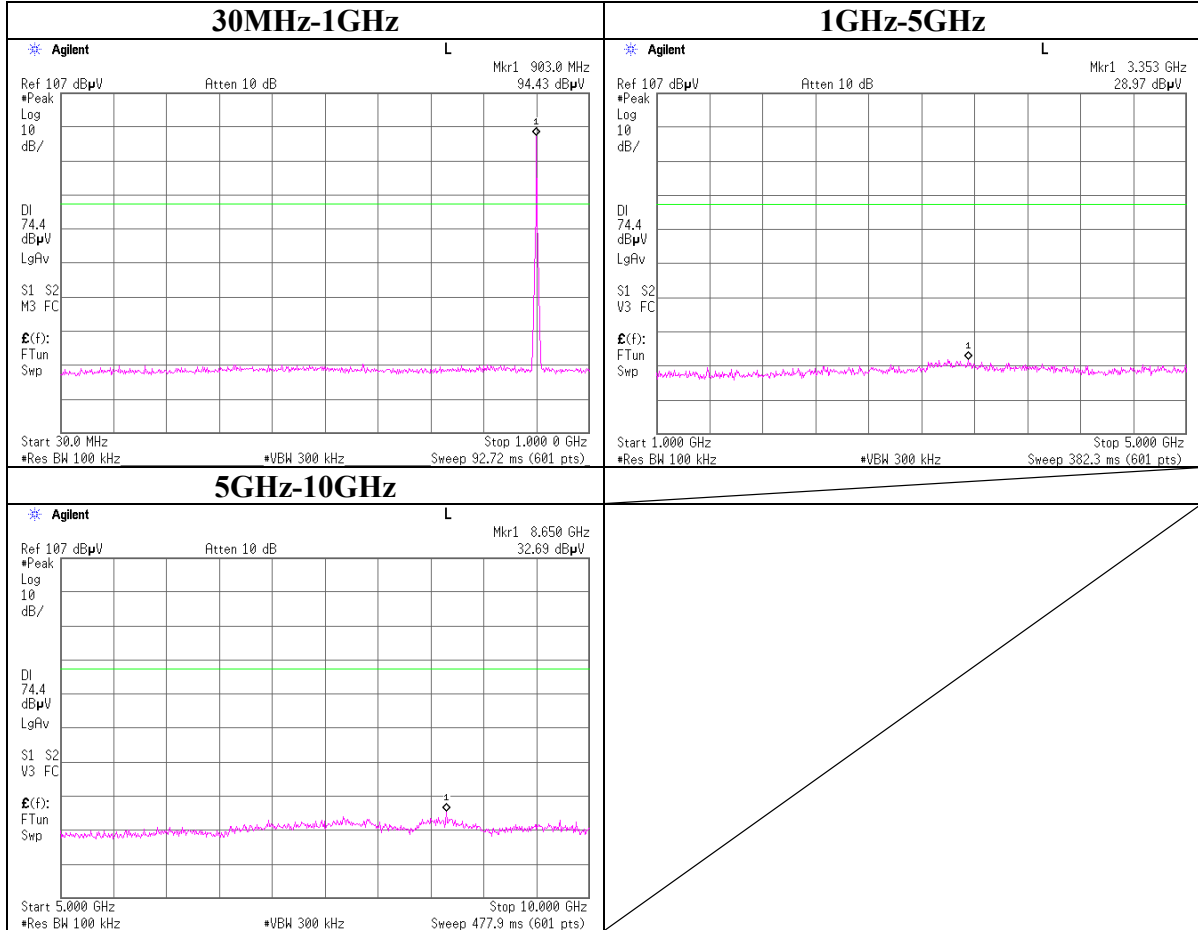 30MHz-1GHz
Agilent L
Mkr1 903.0 MHz
Ref 107 dBµV Atten 10 dB 94.43 dBµV
#Peak
Log
10
dB/
1
DI
74.4
dBµV
LgAv
S1 S2
M3 FC
£(f):
FTun
Swp
Start 30.0 MHz Stop 1.000 0 GHz
#Res BW 100 kHz #VBW 300 kHz Sweep 92.72 ms (601 pts)
1GHz-5GHz
Agilent L
Mkr1 3.353 GHz
Ref 107 dBµV Atten 10 dB 28.97 dBµV
#Peak
Log
10
dB/
DI
74.4
dBµV
LgAv
S1 S2
V3 FC
£(f):
FTun
Swp
1
Start 1.000 GHz Stop 5.000 GHz
#Res BW 100 kHz #VBW 300 kHz Sweep 382.3 ms (601 pts)
5GHz-10GHz
Agilent L
Mkr1 8.650 GHz
Ref 107 dBµV Atten 10 dB 32.69 dBµV
#Peak
Log
10
dB/
DI
74.4
dBµV
LgAv
S1 S2
V3 FC
£(f):
FTun
Swp
1
Start 5.000 GHz Stop 10.000 GHz
#Res BW 100 kHz #VBW 300 kHz Sweep 477.9 ms (601 pts)